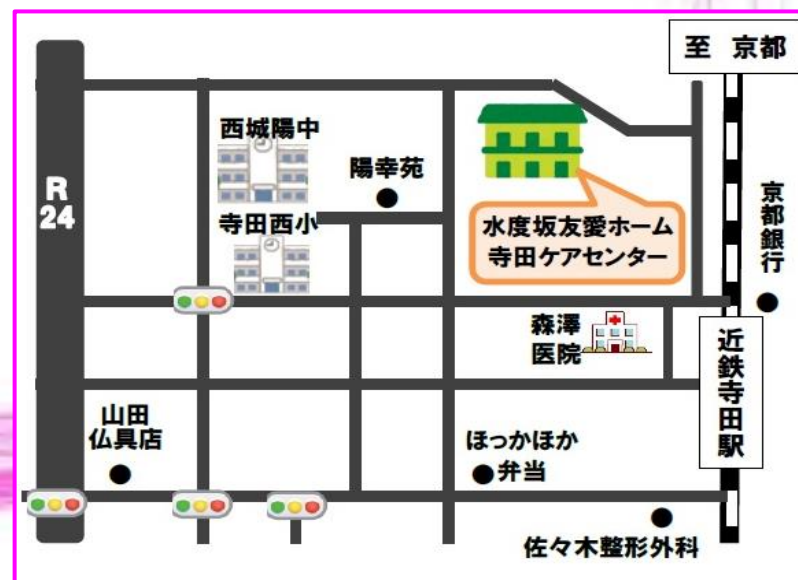 至 京都
西城陽中
陽幸苑
R
24
寺田西小
水度坂友愛ホーム
寺田ケアセンター
京都銀行
森澤
医院
近鉄寺田駅
山田
仏具店
ほっかほか
弁当
佐々木整形外科